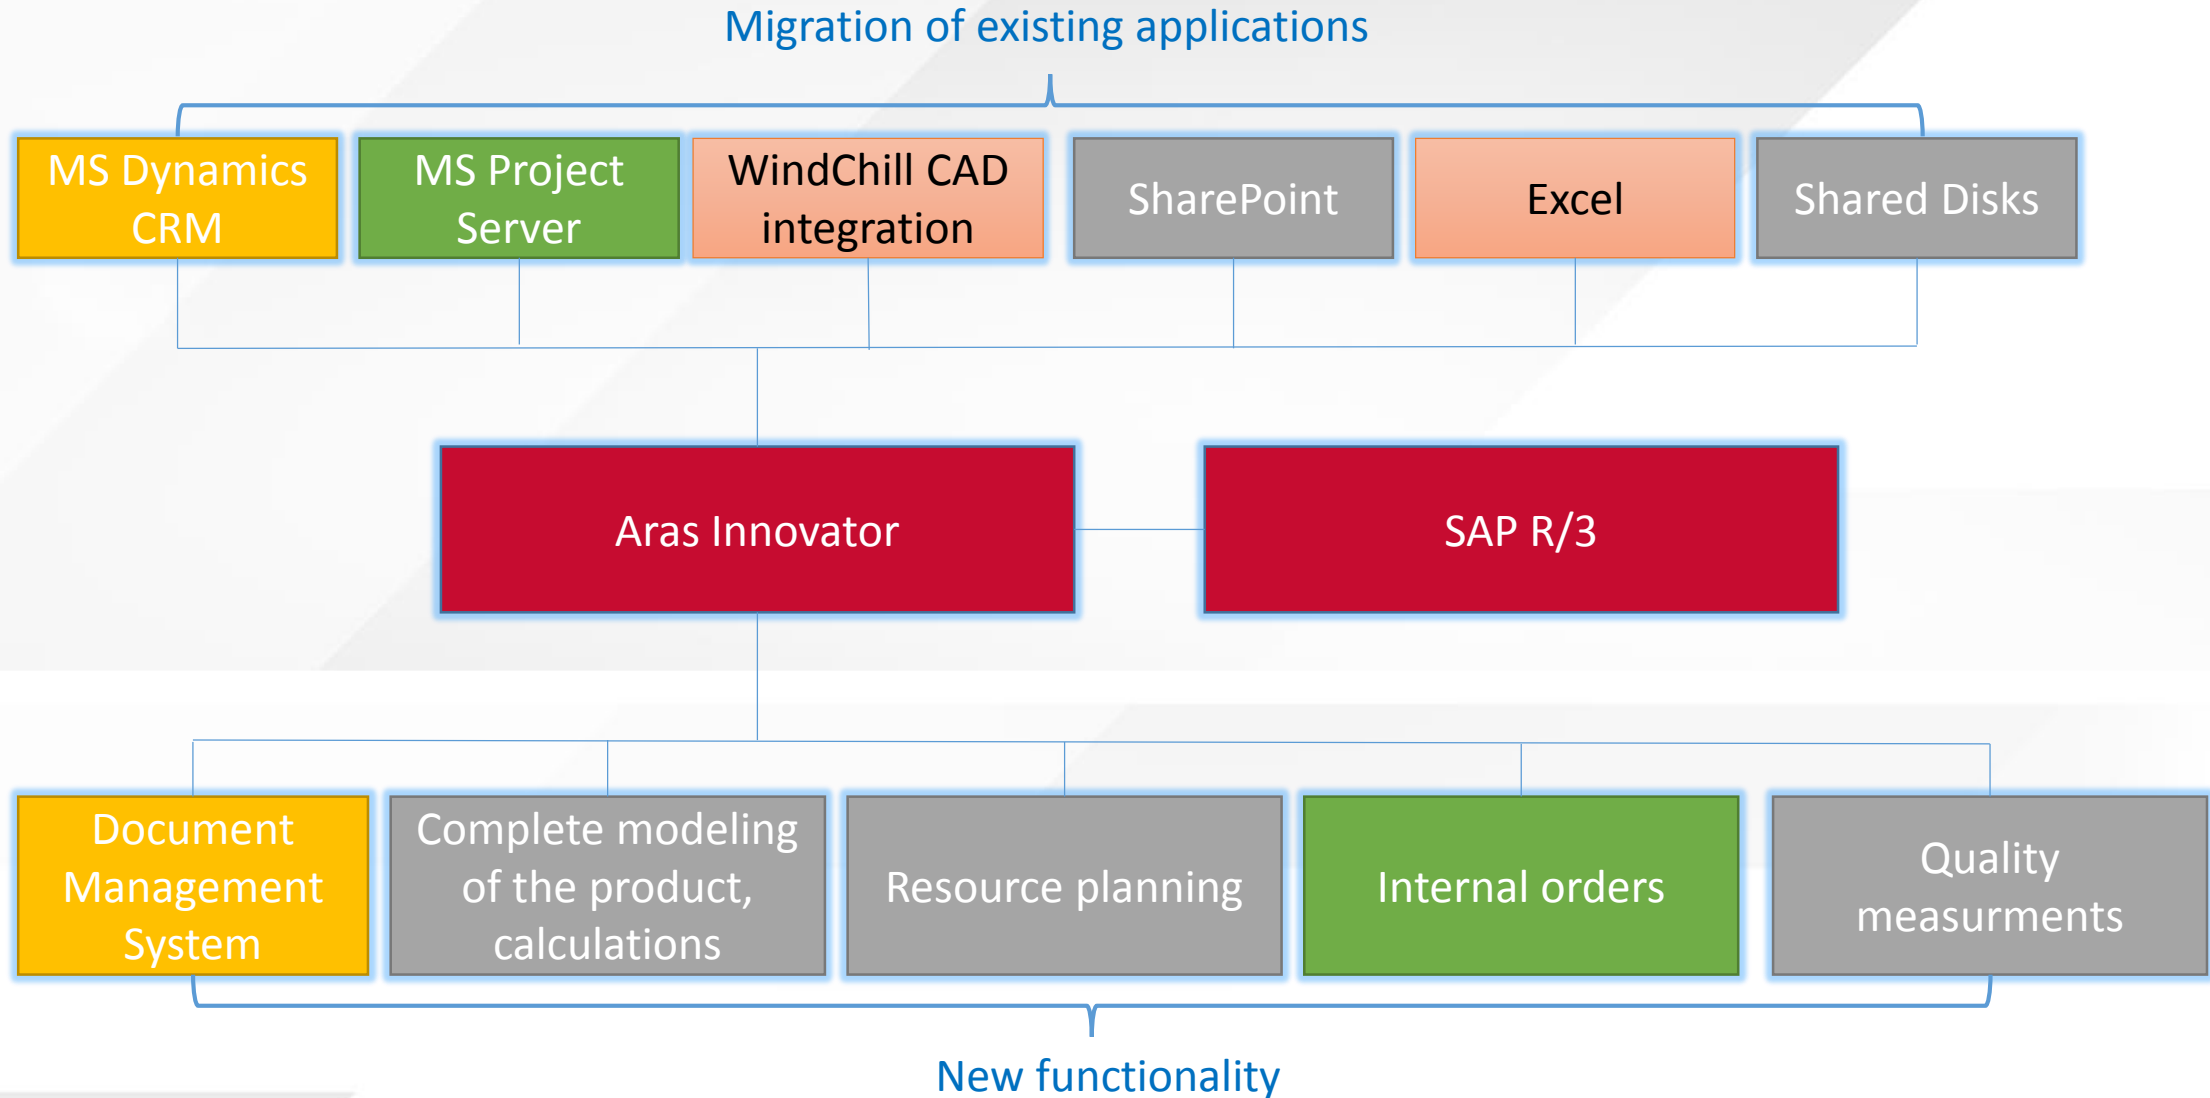 Migration of existing applications
MS Dynamics
CRM
MS Project
Server
WindChill CAD
integration
SharePoint
Excel
Shared Disks
Aras Innovator
SAP R/3
Document
Management
System
Complete modeling
of the product,
calculations
Resource planning
Internal orders
Quality
measurments
New functionality